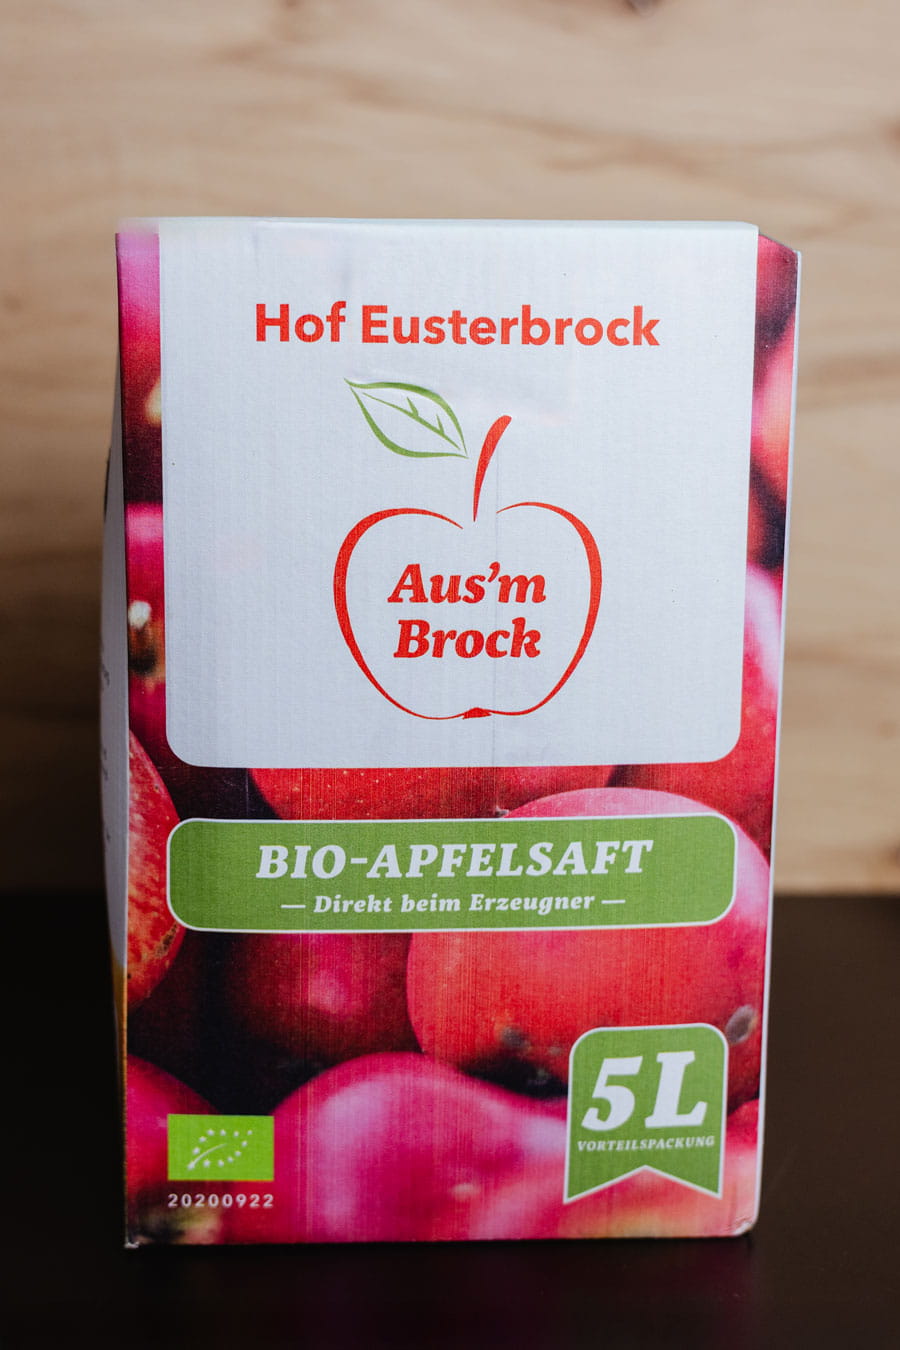 Hof Eusterbrock
Aus'm
Brock
BIO-APFELSAFT
— Direkt beim Erzeugner —
5L
VORTEILSPACKUNG
20200922